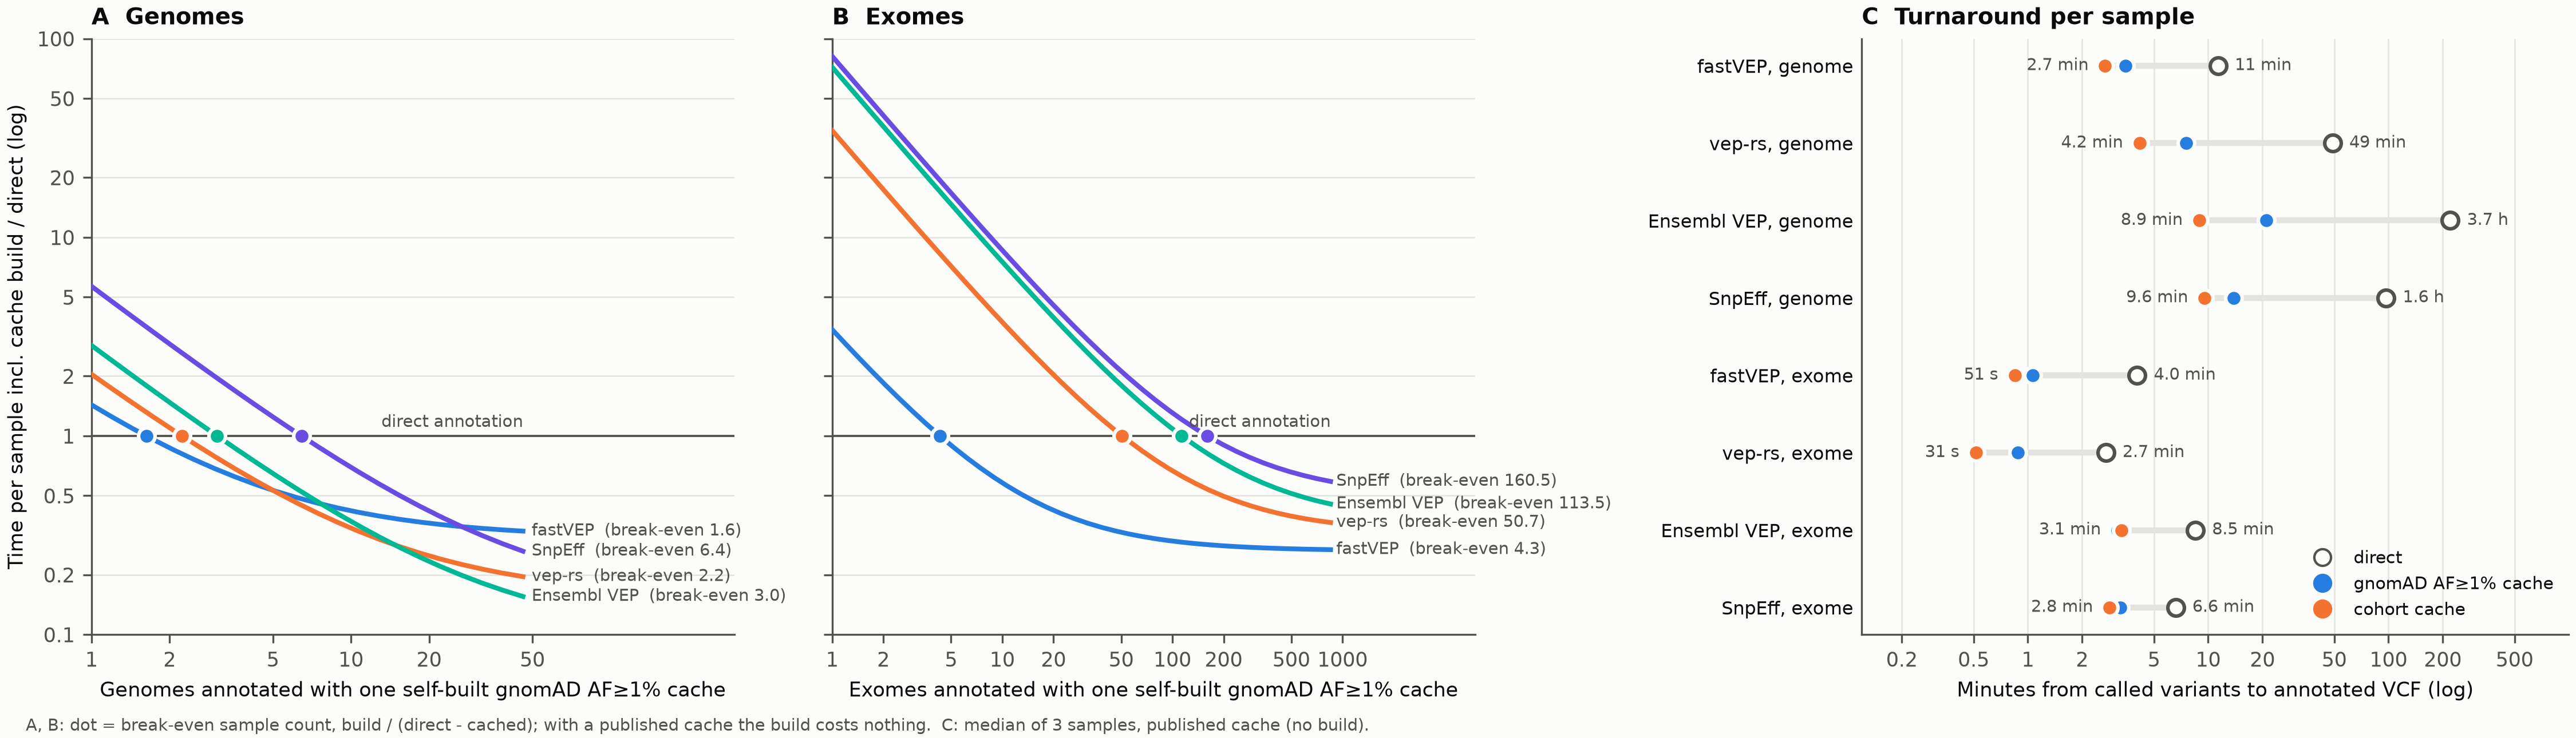 A Genomes
Time per sample incl. cache build / direct (log)
100
50
20
10
5
2
1
0.5
0.2
0.1
direct annotation
fastVEP (break-even 1.6)
SnpEff (break-even 6.4)
vep-rs (break-even 2.2)
Ensembl VEP (break-even 3.0)
1 2 5 10 20 50
Genomes annotated with one self-built gnomAD AF≥1% cache
B Exomes
direct annotation
SnpEff (break-even 160.5)
Ensembl VEP (break-even 113.5)
vep-rs (break-even 50.7)
fastVEP (break-even 4.3)
1 2 5 10 20 50 100 200 500 1000
Exomes annotated with one self-built gnomAD AF≥1% cache
C Turnaround per sample
fastVEP, genome 2.7 min 11 min
vep-rs, genome 4.2 min 49 min
Ensembl VEP, genome 8.9 min 3.7 h
SnpEff, genome 9.6 min 1.6 h
fastVEP, exome 51 s 4.0 min
vep-rs, exome 31 s 2.7 min
Ensembl VEP, exome 3.1 min 8.5 min
SnpEff, exome 2.8 min 6.6 min
direct
gnomAD AF≥1% cache
cohort cache
0.2 0.5 1 2 5 10 20 50 100 200 500
Minutes from called variants to annotated VCF (log)
A, B: dot = break-even sample count, build / (direct - cached); with a published cache the build costs nothing. C: median of 3 samples, published cache (no build).